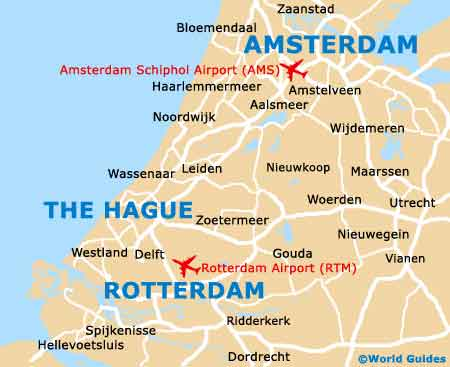 Zaanstad
Bloemendaal
AMSTERDAM
Amsterdam Schiphol Airport (AMS)
Haarlemmermeer
Amstelveen
Aalsmeer
Noordwijk
Wijdemeren
Wassenaar
Leiden
Nieuwkoop
Maarssen
THE HAGUE
Woerden
Utrecht
Zoetermeer
Nieuwegein
Westland
Delft
Gouda
Vianen
Rotterdam Airport (RTM)
ROTTERDAM
Spijkenisse
Ridderkerk
Hellevoetsluis
Dordrecht
©World Guides